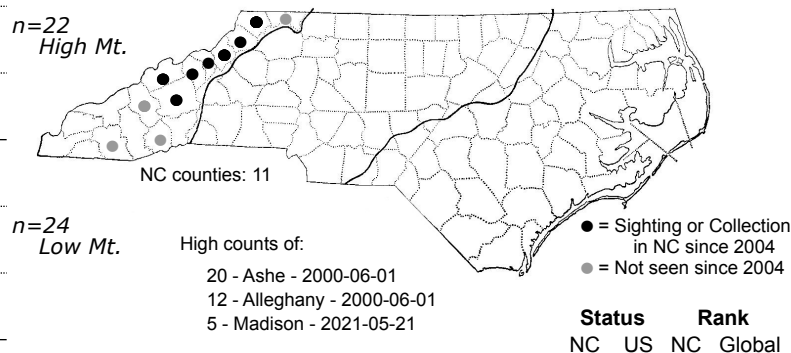 n=22
High Mt.
NC counties: 11
n=24
Low Mt.
High counts of:
20 - Ashe - 2000-06-01
12 - Alleghany - 2000-06-01
5 - Madison - 2021-05-21
● = Sighting or Collection
in NC since 2004
● = Not seen since 2004
Status Rank
NC US NC Global